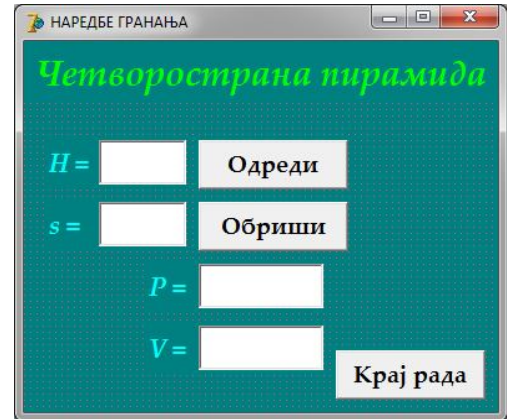 НАРЕДБЕ ГРАНАЊА
Четворострана пирамида
H =
Одреди
s =
Обриши
P =
V =
Крај рада